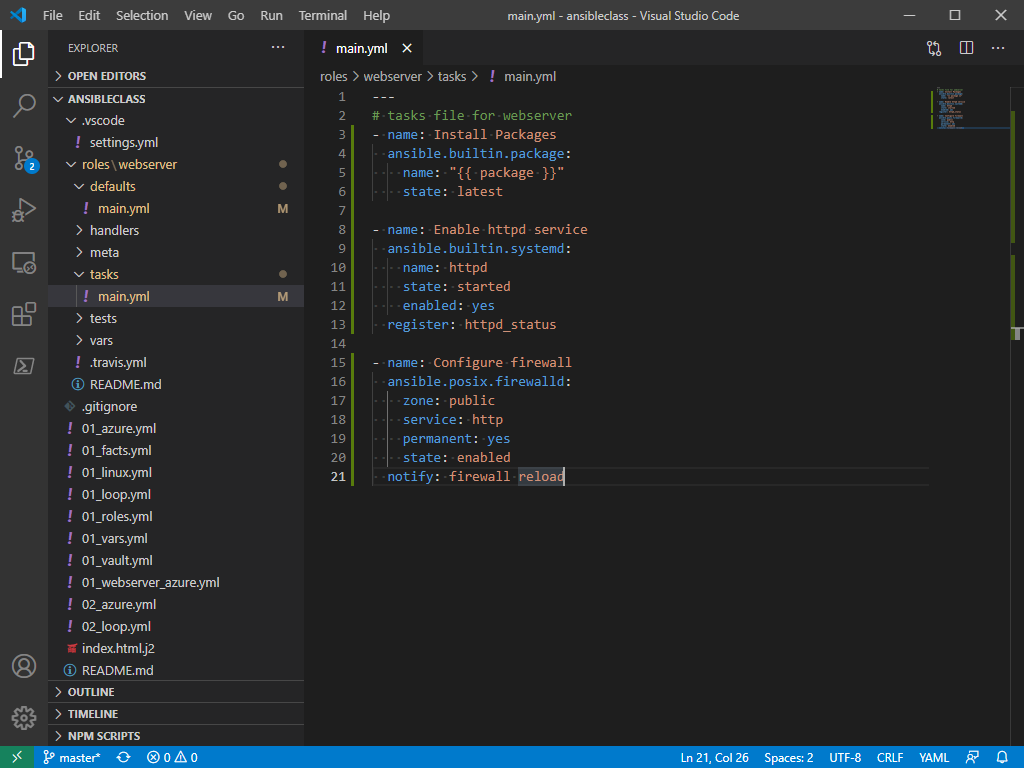 File Edit Selection View Go Run Terminal Help
main.yml - ansibleclass - Visual Studio Code
EXPLORER
OPEN EDITORS
ANSIBLECLASS
.vscode
! settings.yml
roles\webserver
defaults
! main.yml M
handlers
meta
tasks
! main.yml M
tests
vars
! .travis.yml
README.md
.gitignore
! 01_azure.yml
! 01_facts.yml
! 01_linux.yml
! 01_loop.yml
! 01_roles.yml
! 01_vars.yml
! 01_vault.yml
! 01_webserver_azure.yml
! 02_azure.yml
! 02_loop.yml
index.html.j2
README.md
OUTLINE
TIMELINE
NPM SCRIPTS
2
! main.yml
roles > webserver > tasks > ! main.yml
1 ---
2 # tasks file for webserver
3 - name: Install Packages
4 ansible.builtin.package:
5 name: "{{ package }}"
6 state: latest
7
8 - name: Enable httpd service
9 ansible.builtin.systemd:
10 name: httpd
11 state: started
12 enabled: yes
13 register: httpd_status
14
15 - name: Configure firewall
16 ansible.posix.firewalld:
17 zone: public
18 service: http
19 permanent: yes
20 state: enabled
21 notify: firewall reload
master* 0 0 Ln 21, Col 26 Spaces: 2 UTF-8 CRLF YAML